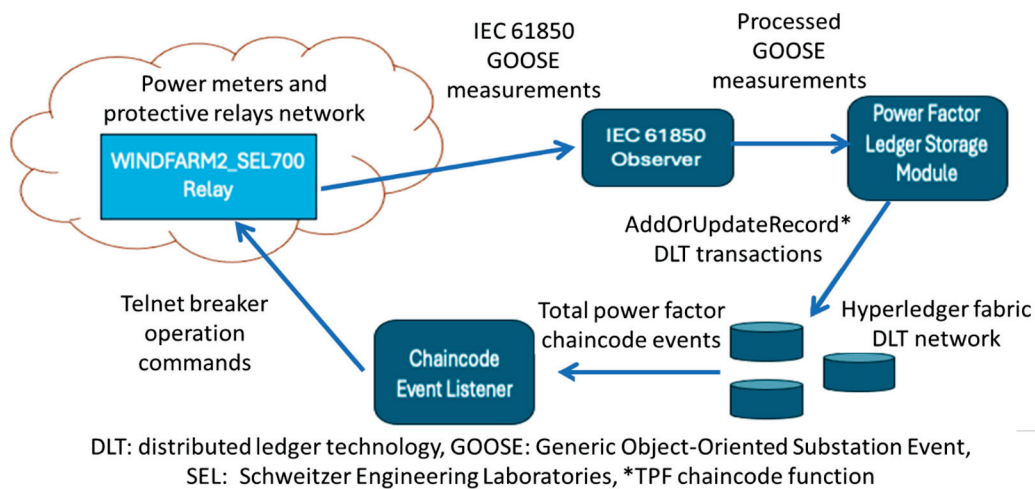 IEC 61850
GOOSE
measurements
Processed
GOOSE
measurements
Power meters and
protective relays network
WINDFARM2_SEL700
Relay
IEC 61850
Observer
Power Factor
Ledger Storage
Module
AddOrUpdateRecord*
DLT transactions
Telnet breaker
operation
commands
Chaincode
Event Listener
Total power factor
chaincode events
Hyperledger fabric
DLT network
DLT: distributed ledger technology, GOOSE: Generic Object-Oriented Substation Event,
SEL: Schweitzer Engineering Laboratories, *TPF chaincode function